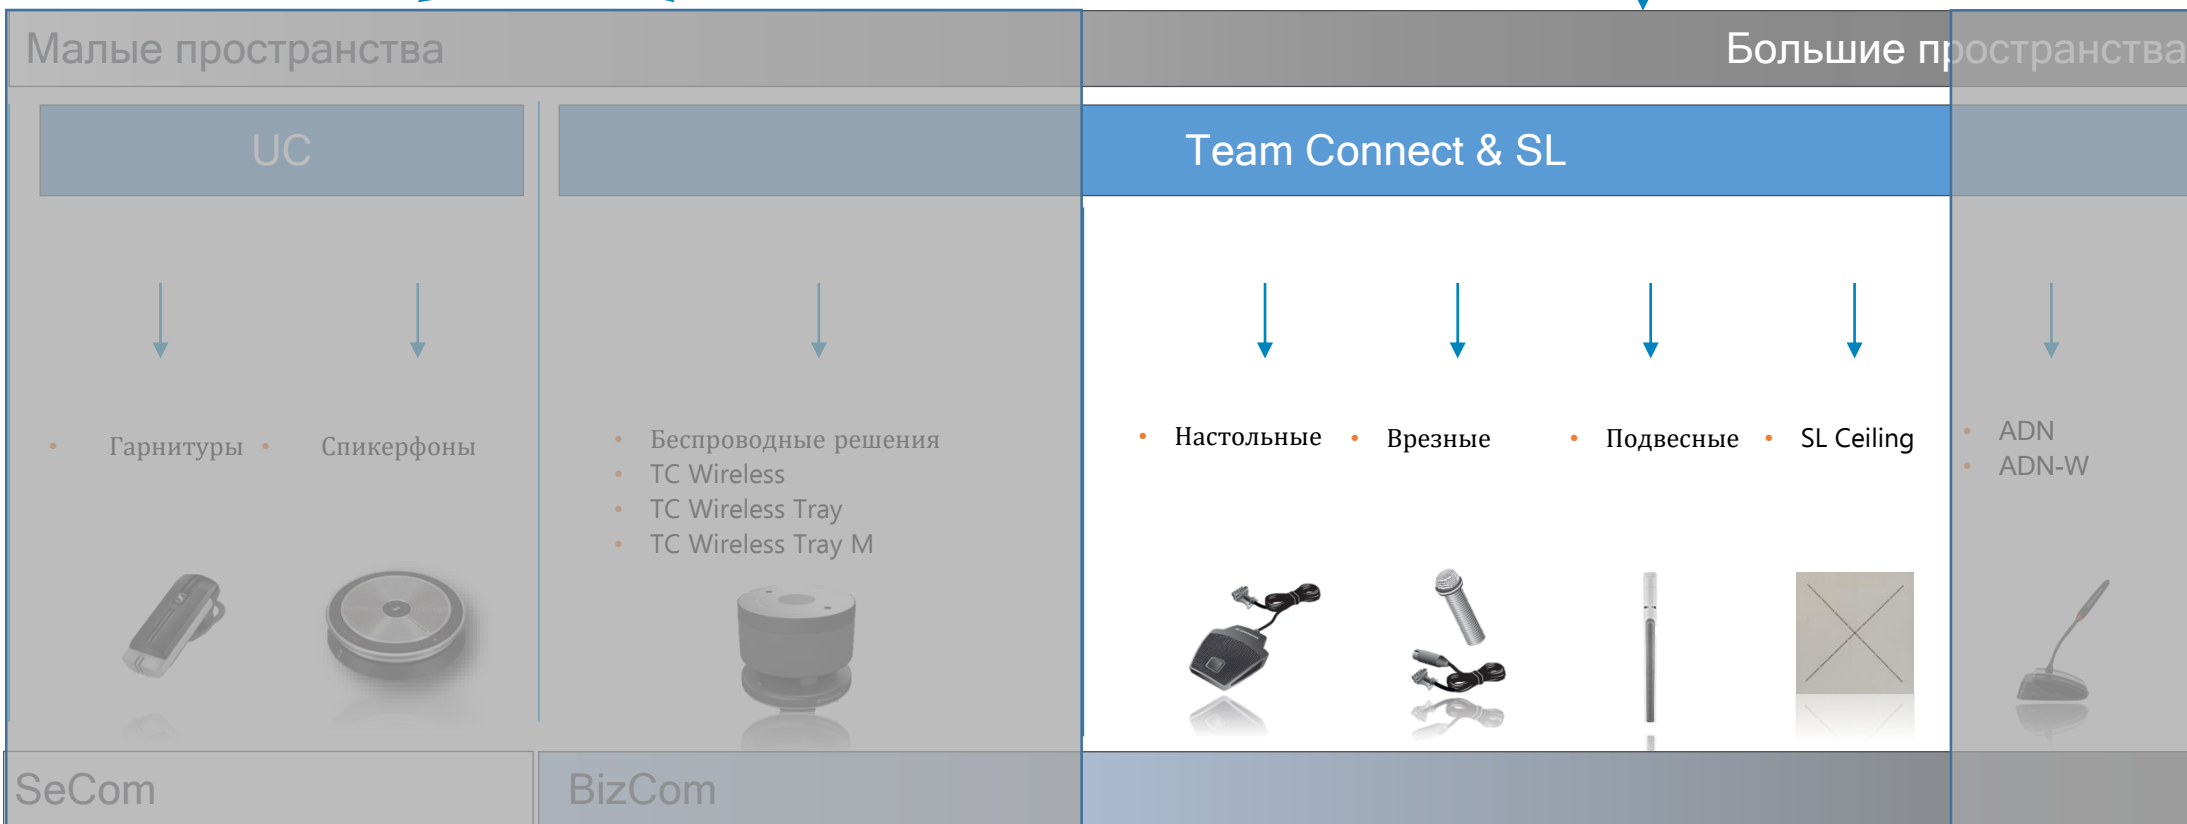 Малые пространства
Большие пространства
UC
Team Connect & SL
• Гарнитуры
• Спикерфоны
• Беспроводные решения
• TC Wireless
• TC Wireless Tray
• TC Wireless Tray M
• Настольные
• Врезные
• Подвесные
• SL Ceiling
• ADN
• ADN-W
SeCom
BizCom